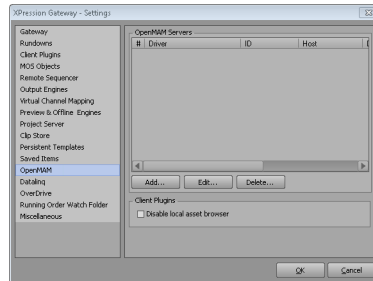 XPression Gateway - Settings
Gateway
Rundowns
Client Plugins
MOS Objects
Remote Sequencer
Output Engines
Virtual Channel Mapping
Preview & Offline Engines
Project Server
Clip Store
Persistent Templates
Saved Items
OpenMAM
Datalinq
OverDrive
Running Order Watch Folder
Miscellaneous
OpenMAM Servers
# Driver ID Host
Add... Edit... Delete...
Client Plugins
Disable local asset browser
OK Cancel